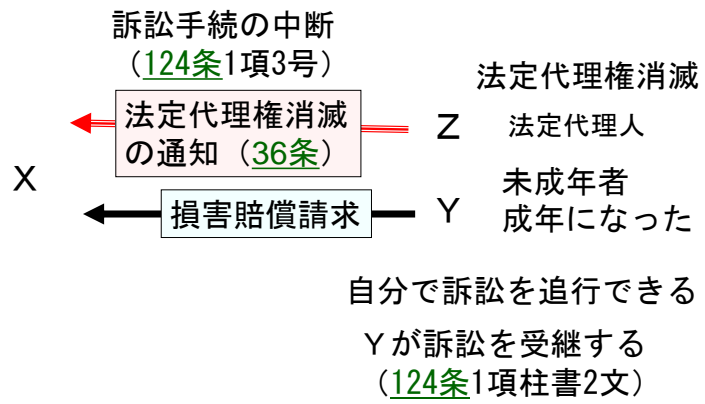 訴訟手続の中断
（124条1項3号）
法定代理権消滅
法定代理権消滅
の通知（36条）
Z 法定代理人
X
未成年者
損害賠償請求
Y 成年になった
自分で訴訟を追行できる
Ｙが訴訟を受継する
（124条1項柱書2文）